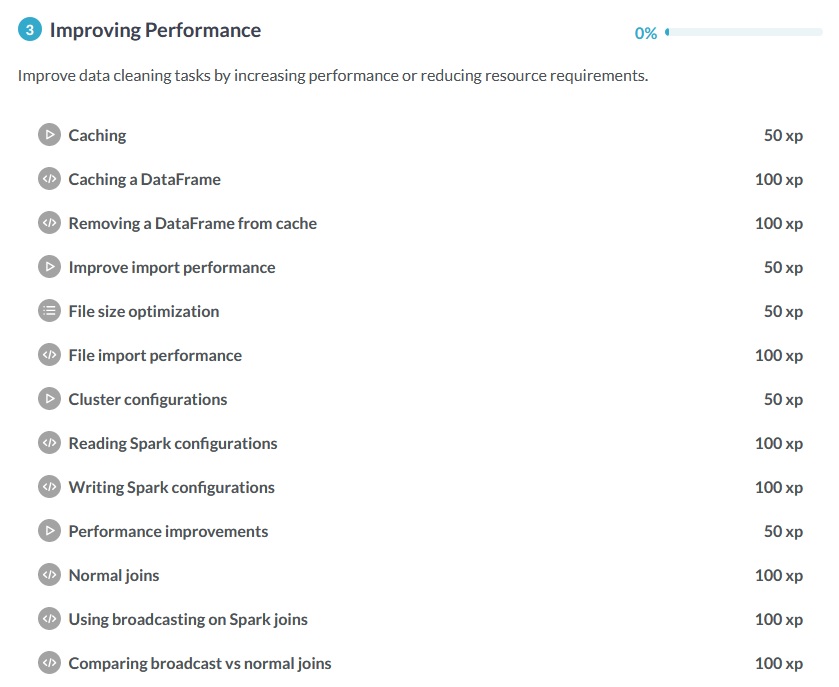 3 Improving Performance 0%
Improve data cleaning tasks by increasing performance or reducing resource requirements.
Caching 50 xp
Caching a DataFrame 100 xp
Removing a DataFrame from cache 100 xp
Improve import performance 50 xp
File size optimization 50 xp
File import performance 100 xp
Cluster configurations 50 xp
Reading Spark configurations 100 xp
Writing Spark configurations 100 xp
Performance improvements 50 xp
Normal joins 100 xp
Using broadcasting on Spark joins 100 xp
Comparing broadcast vs normal joins 100 xp